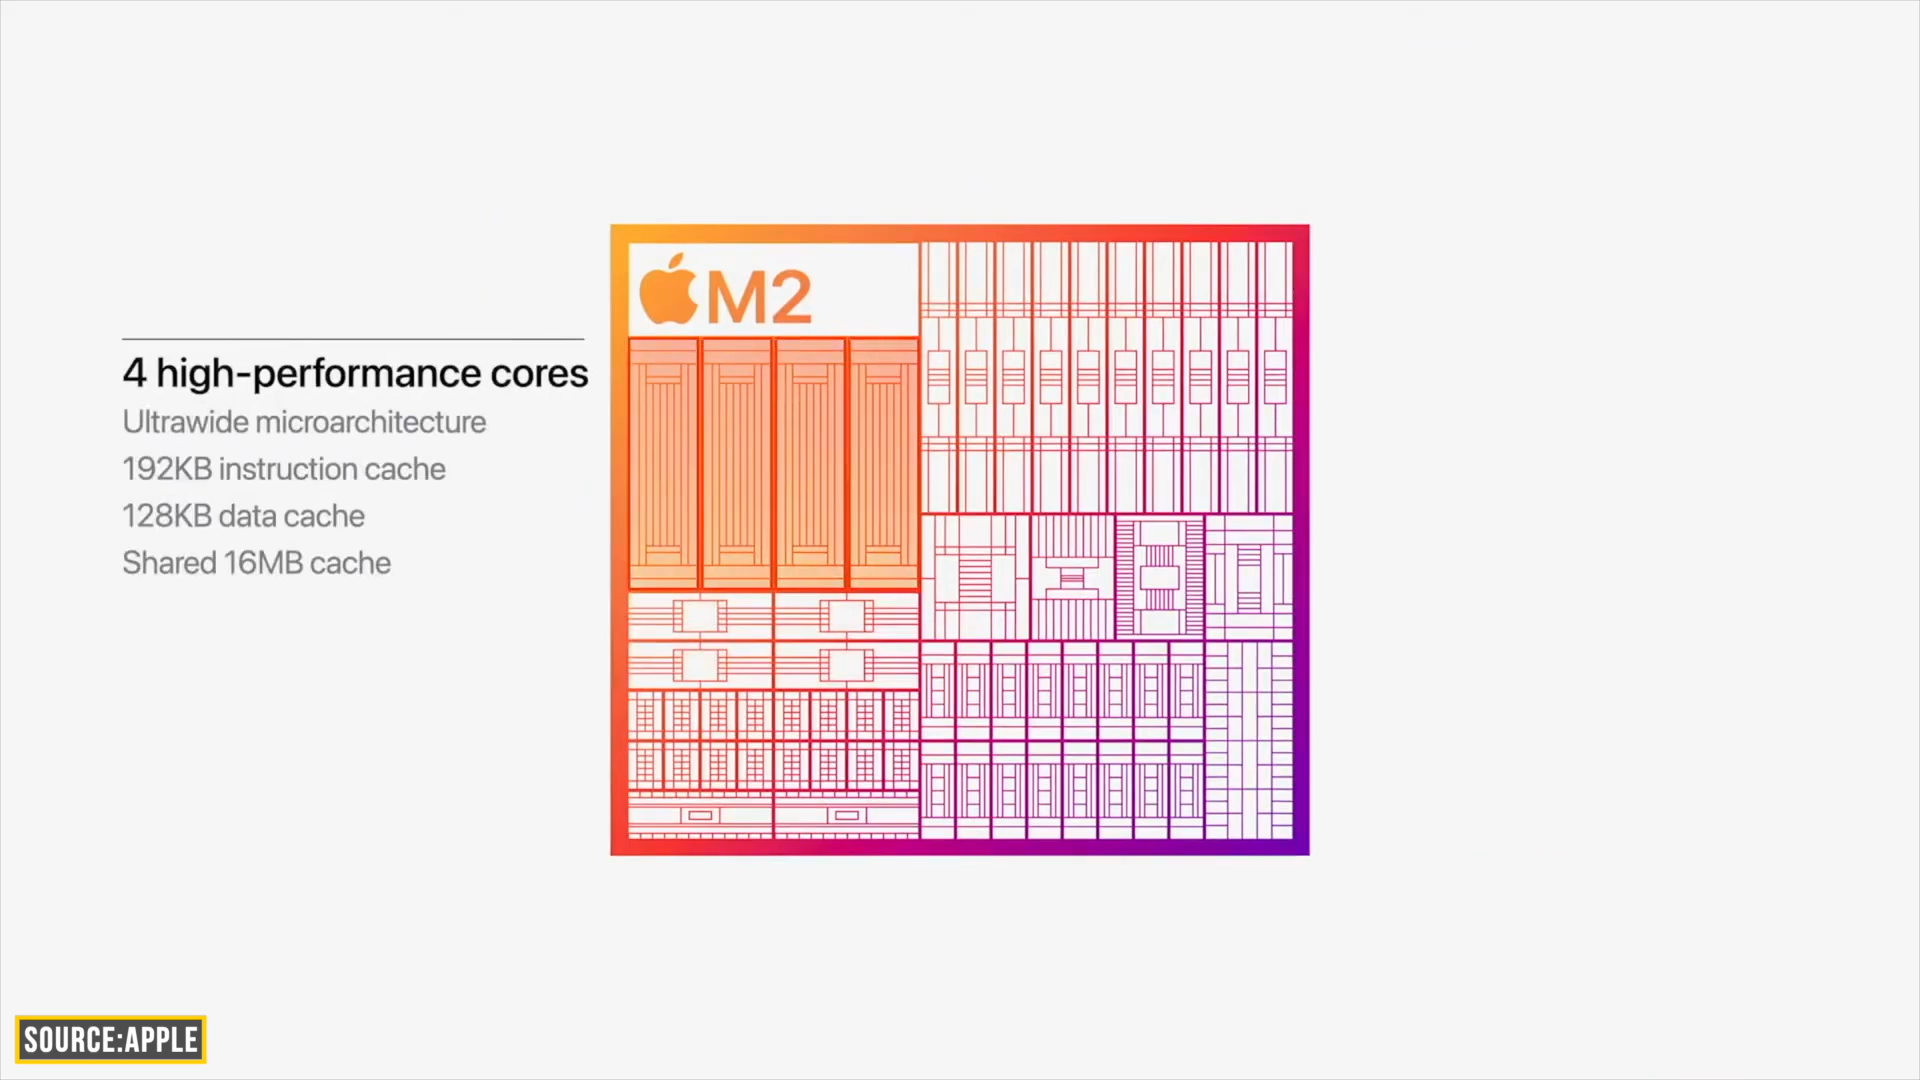 M2
4 high-performance cores
Ultrawide microarchitecture
192KB instruction cache
128KB data cache
Shared 16MB cache
SOURCE:APPLE